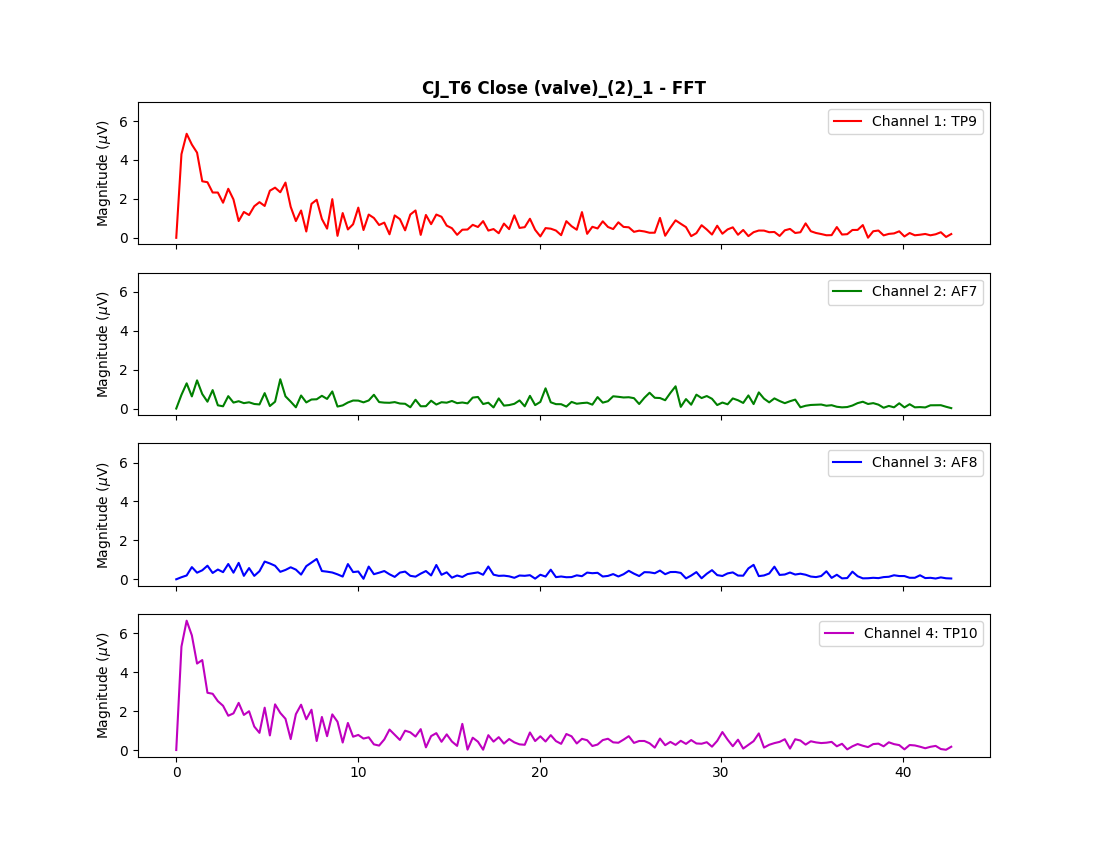 CJ_T6 Close (valve)_(2)_1 - FFT
Channel 1: TP9
Magnitude (μV)
6
4
2
0
Channel 2: AF7
Magnitude (μV)
6
4
2
0
Channel 3: AF8
Magnitude (μV)
6
4
2
0
Channel 4: TP10
Magnitude (μV)
6
4
2
0
0 10 20 30 40